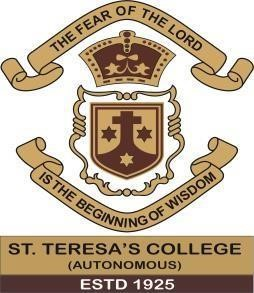 THE FEAR OF THE LORD
IS THE BEGINNING OF WISDOM
ST. TERESA'S COLLEGE
(AUTONOMOUS)
ESTD 1925